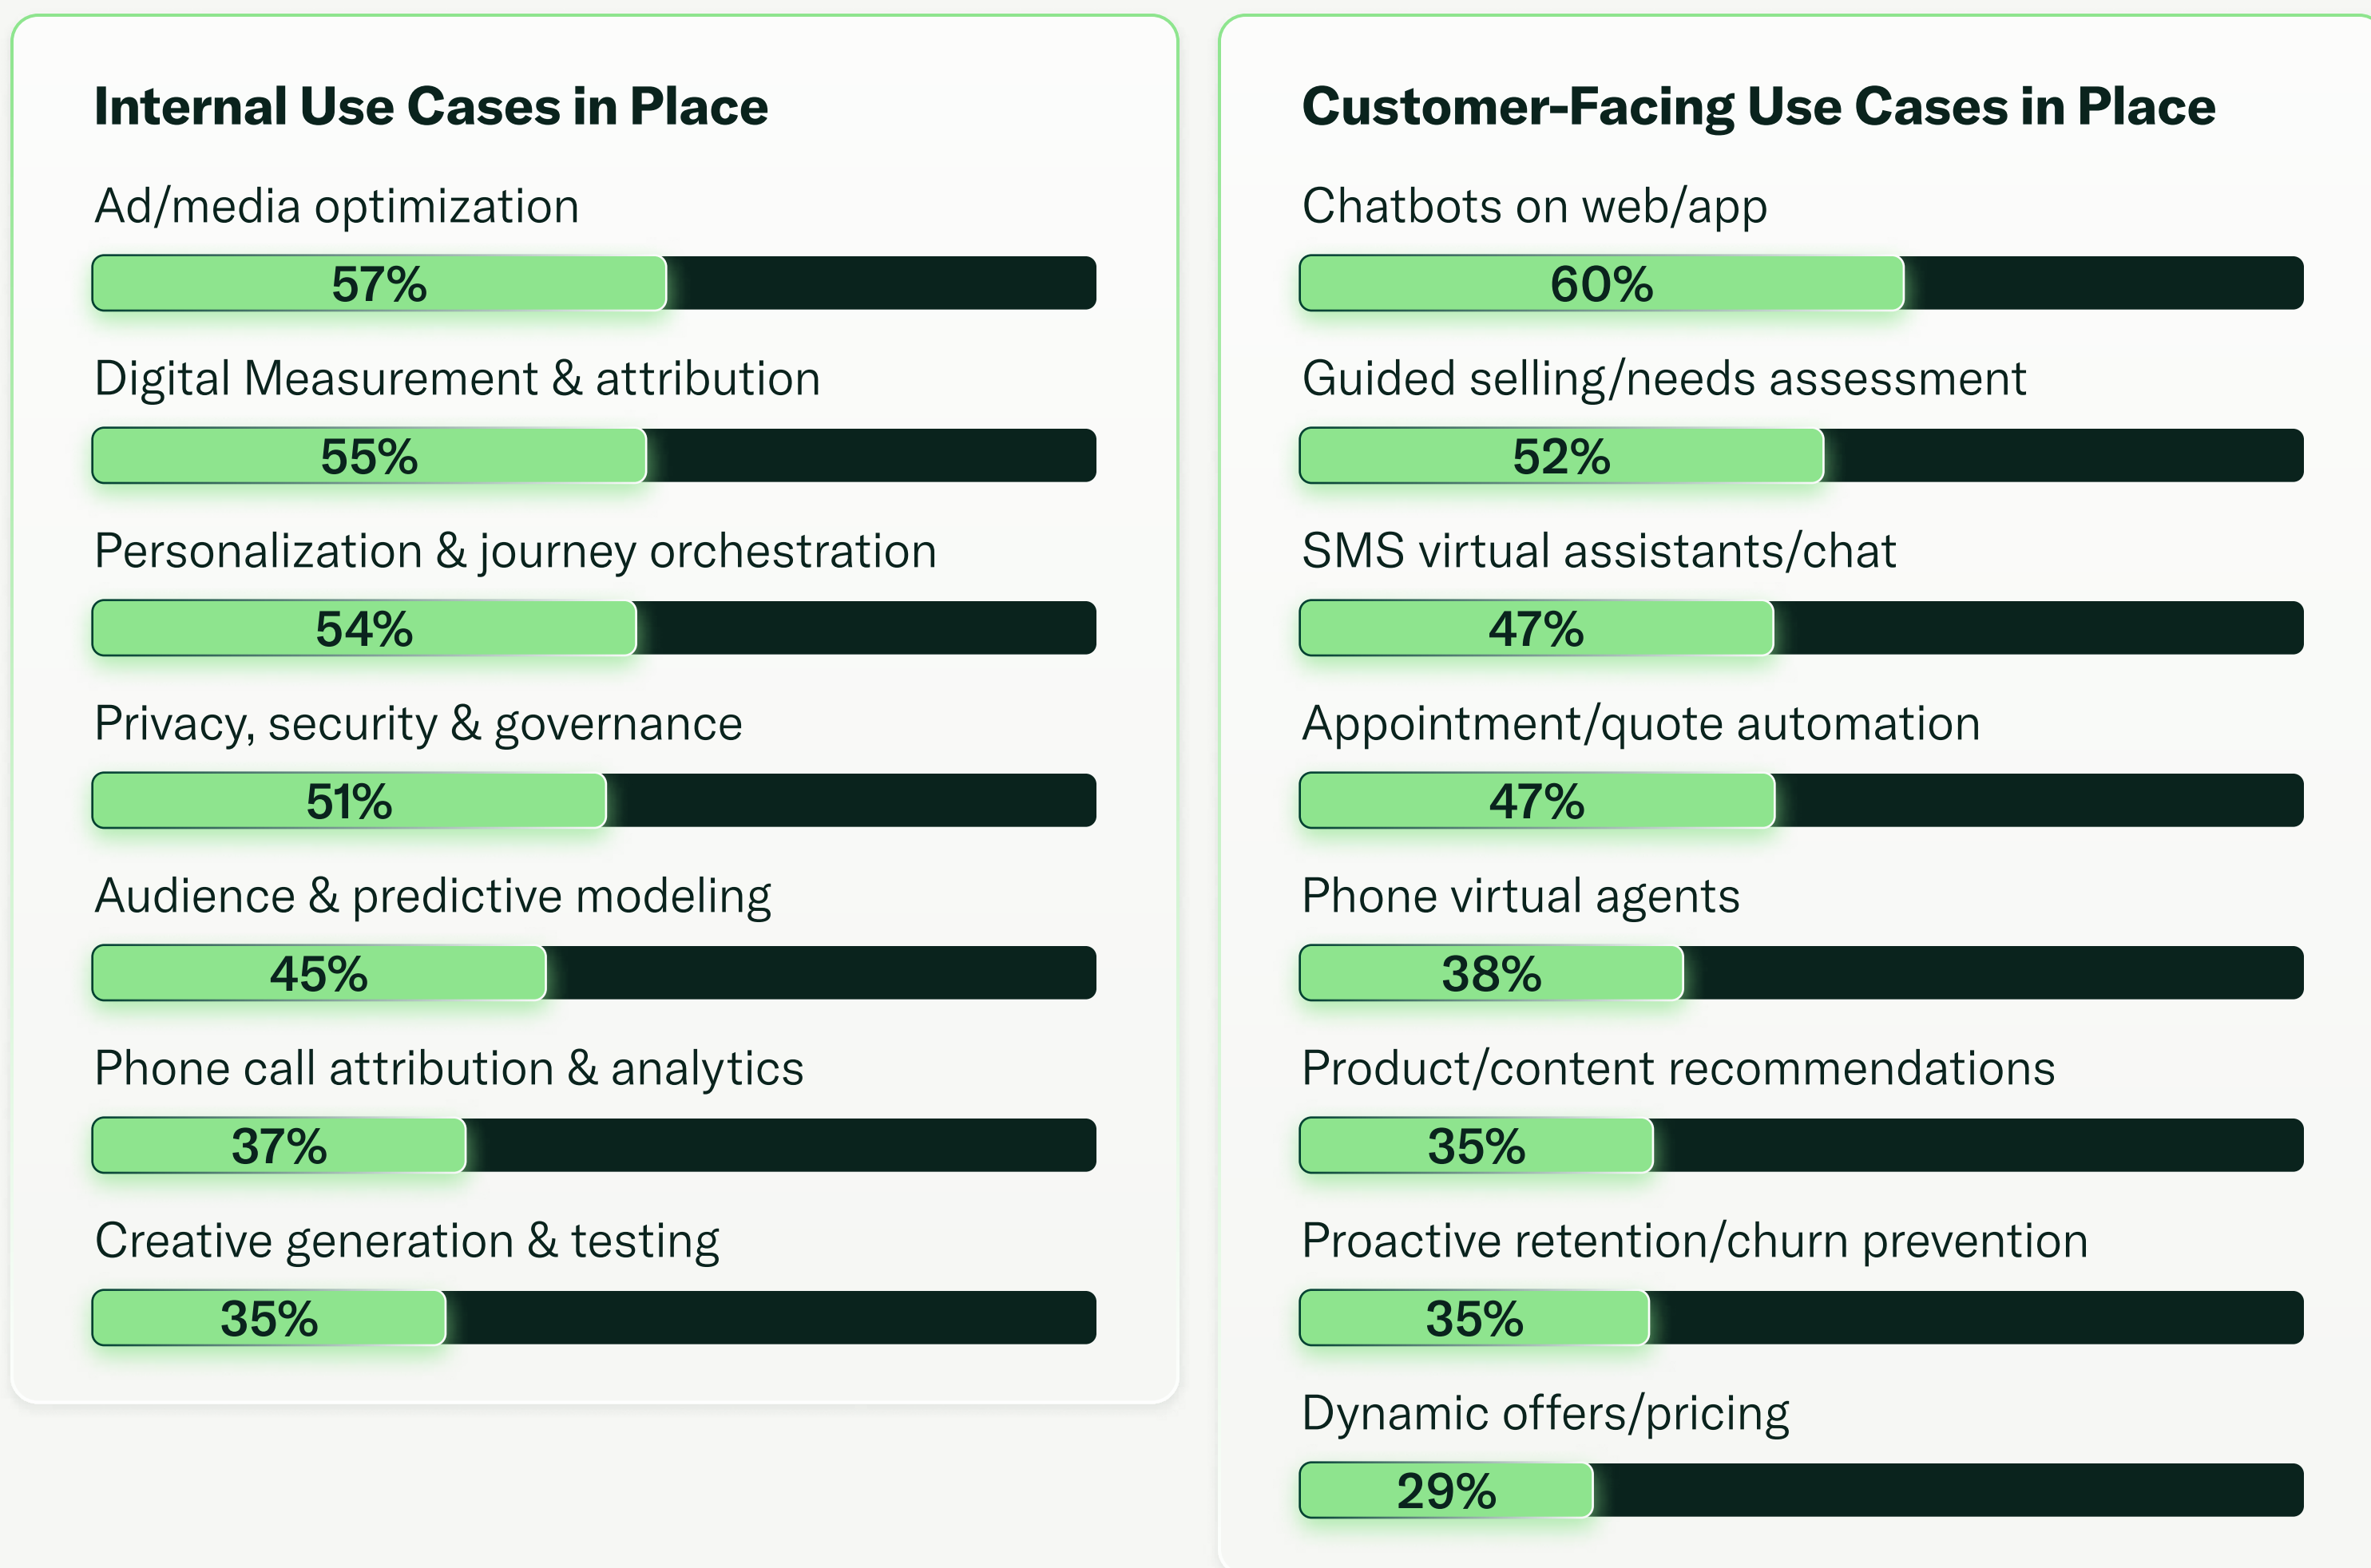 Internal Use Cases in Place
Ad/media optimization
57%
Digital Measurement & attribution
55%
Personalization & journey orchestration
54%
Privacy, security & governance
51%
Audience & predictive modeling
45%
Phone call attribution & analytics
37%
Creative generation & testing
35%
Customer-Facing Use Cases in Place
Chatbots on web/app
60%
Guided selling/needs assessment
52%
SMS virtual assistants/chat
47%
Appointment/quote automation
47%
Phone virtual agents
38%
Product/content recommendations
35%
Proactive retention/churn prevention
35%
Dynamic offers/pricing
29%